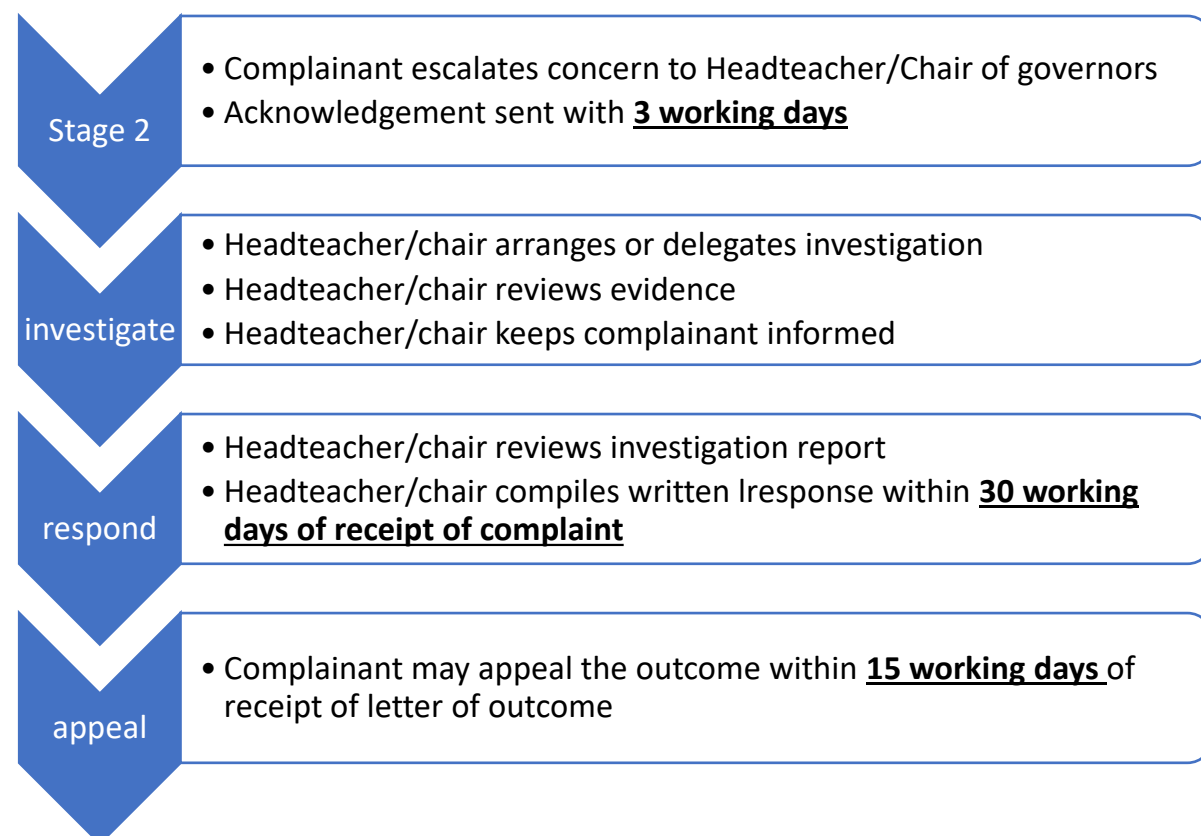 Stage 2
• Complainant escalates concern to Headteacher/Chair of governors
• Acknowledgement sent with 3 working days
investigate
• Headteacher/chair arranges or delegates investigation
• Headteacher/chair reviews evidence
• Headteacher/chair keeps complainant informed
respond
• Headteacher/chair reviews investigation report
• Headteacher/chair compiles written lresponse within 30 working
days of receipt of complaint
appeal
• Complainant may appeal the outcome within 15 working days of
receipt of letter of outcome